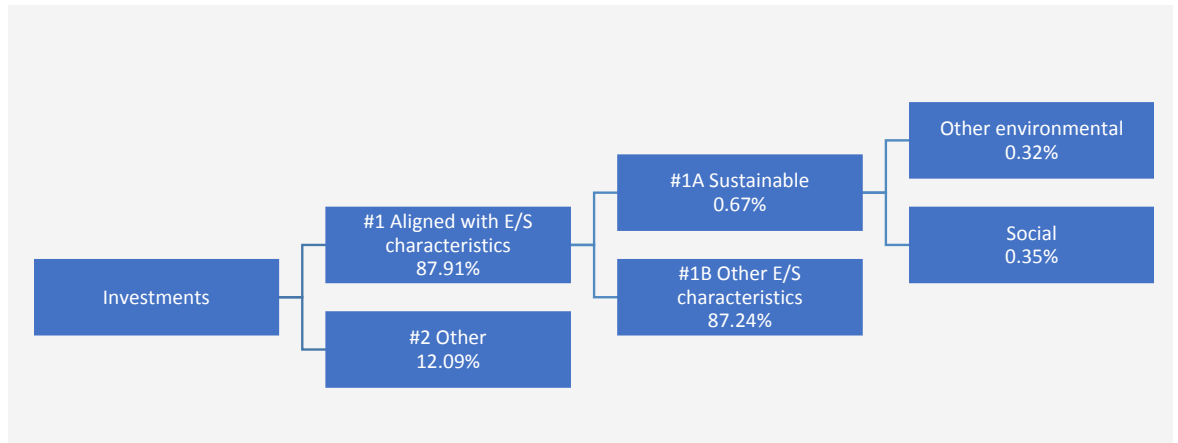 Investments
#1 Aligned with E/S
characteristics
87.91%
#2 Other
12.09%
#1A Sustainable
0.67%
#1B Other E/S
characteristics
87.24%
Other environmental
0.32%
Social
0.35%